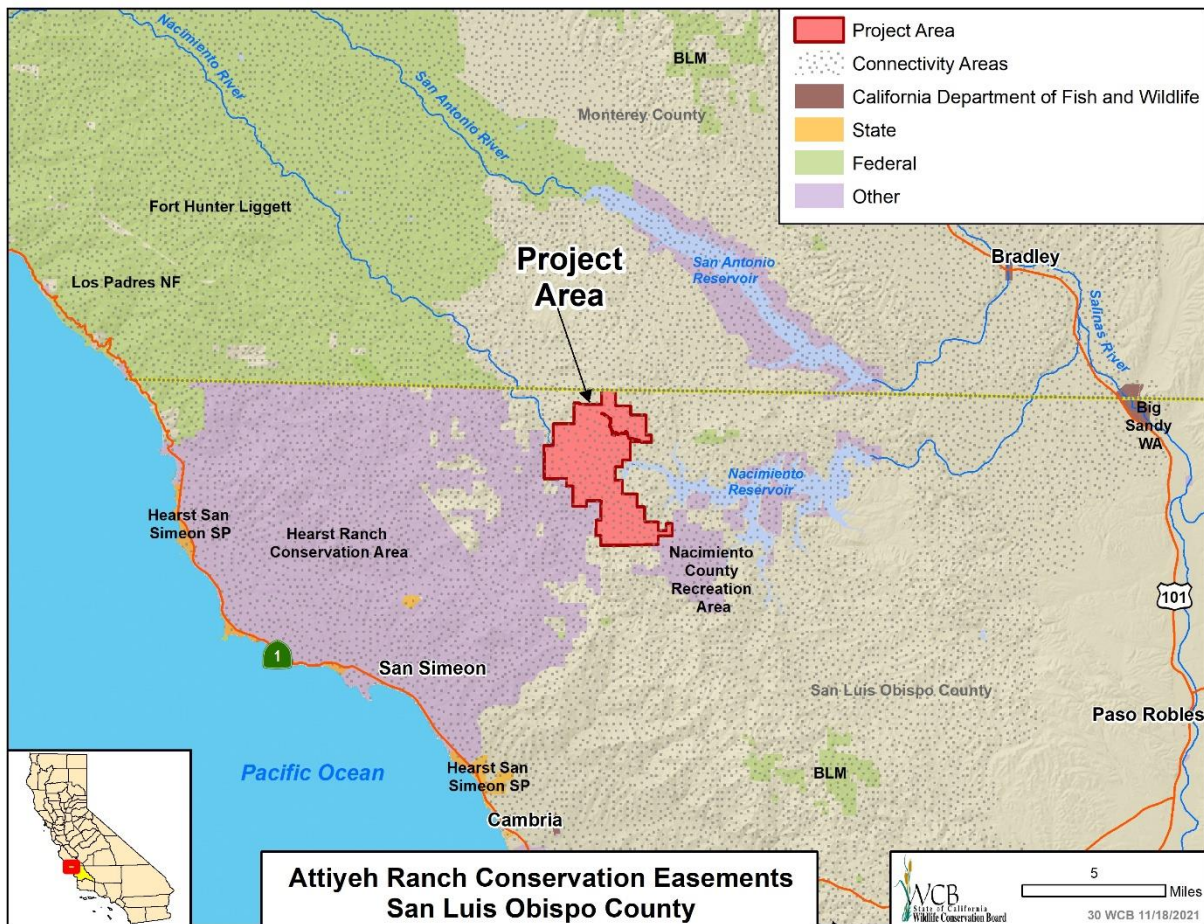 Project Area
Connectivity Areas
California Department of Fish and Wildlife
State
Federal
Other
Nacimiento River
San Antonio River
BLM
Monterey County
Fort Hunter Liggett
Los Padres NF
Project
Area
San Antonio
Reservoir
Bradley
Salinas River
Big
Sandy
WA
Nacimiento
Reservoir
Hearst San
Simeon SP
Hearst Ranch
Conservation Area
Nacimiento
County
Recreation
Area
101
1
San Simeon
San Luis Obispo County
Paso Robles
BLM
Pacific Ocean
Hearst San
Simeon SP
Cambria
Attiyeh Ranch Conservation Easements
San Luis Obispo County
WCB
State of California
Wildlife Conservation Board
5
Miles
30 WCB 11/18/2021